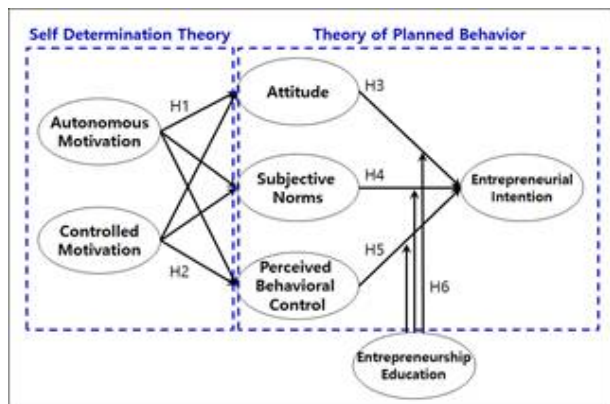 Self Determination Theory
Theory of Planned Behavior
H1
Autonomous
Motivation
Controlled
Motivation
H2
Attitude
Subjective
Norms
Perceived
Behavioral
Control
H3
H4
H5
H6
Entrepreneurial
Intention
Entrepreneurship
Education